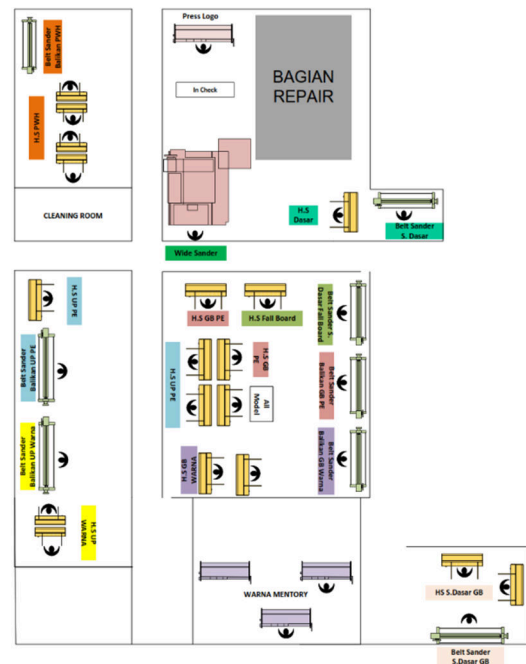 Press Logo
Belt Sander
Balikan PWH
In Check
BAGIAN
REPAIR
H.S PWH
CLEANING ROOM
H.S
Dasar
Belt Sander
S. Dasar
Wide Sander
H.S UP PE
H.S GB PE
H.S Fall Board
Belt Sander S.
Dasar Fall Board
Belt Sander
Balikan UP PE
H.S UP PE
H.S GB
PE
All
Model
Belt Sander
Balikan GB PE
Belt Sander
Balikan UP Warna
H.S GB
WARNA
Belt Sander
Balikan GB Warna
H.S UP
WARNA
WARNA MENTORY
HS S.Dasar GB
Belt Sander
S.Dasar GB